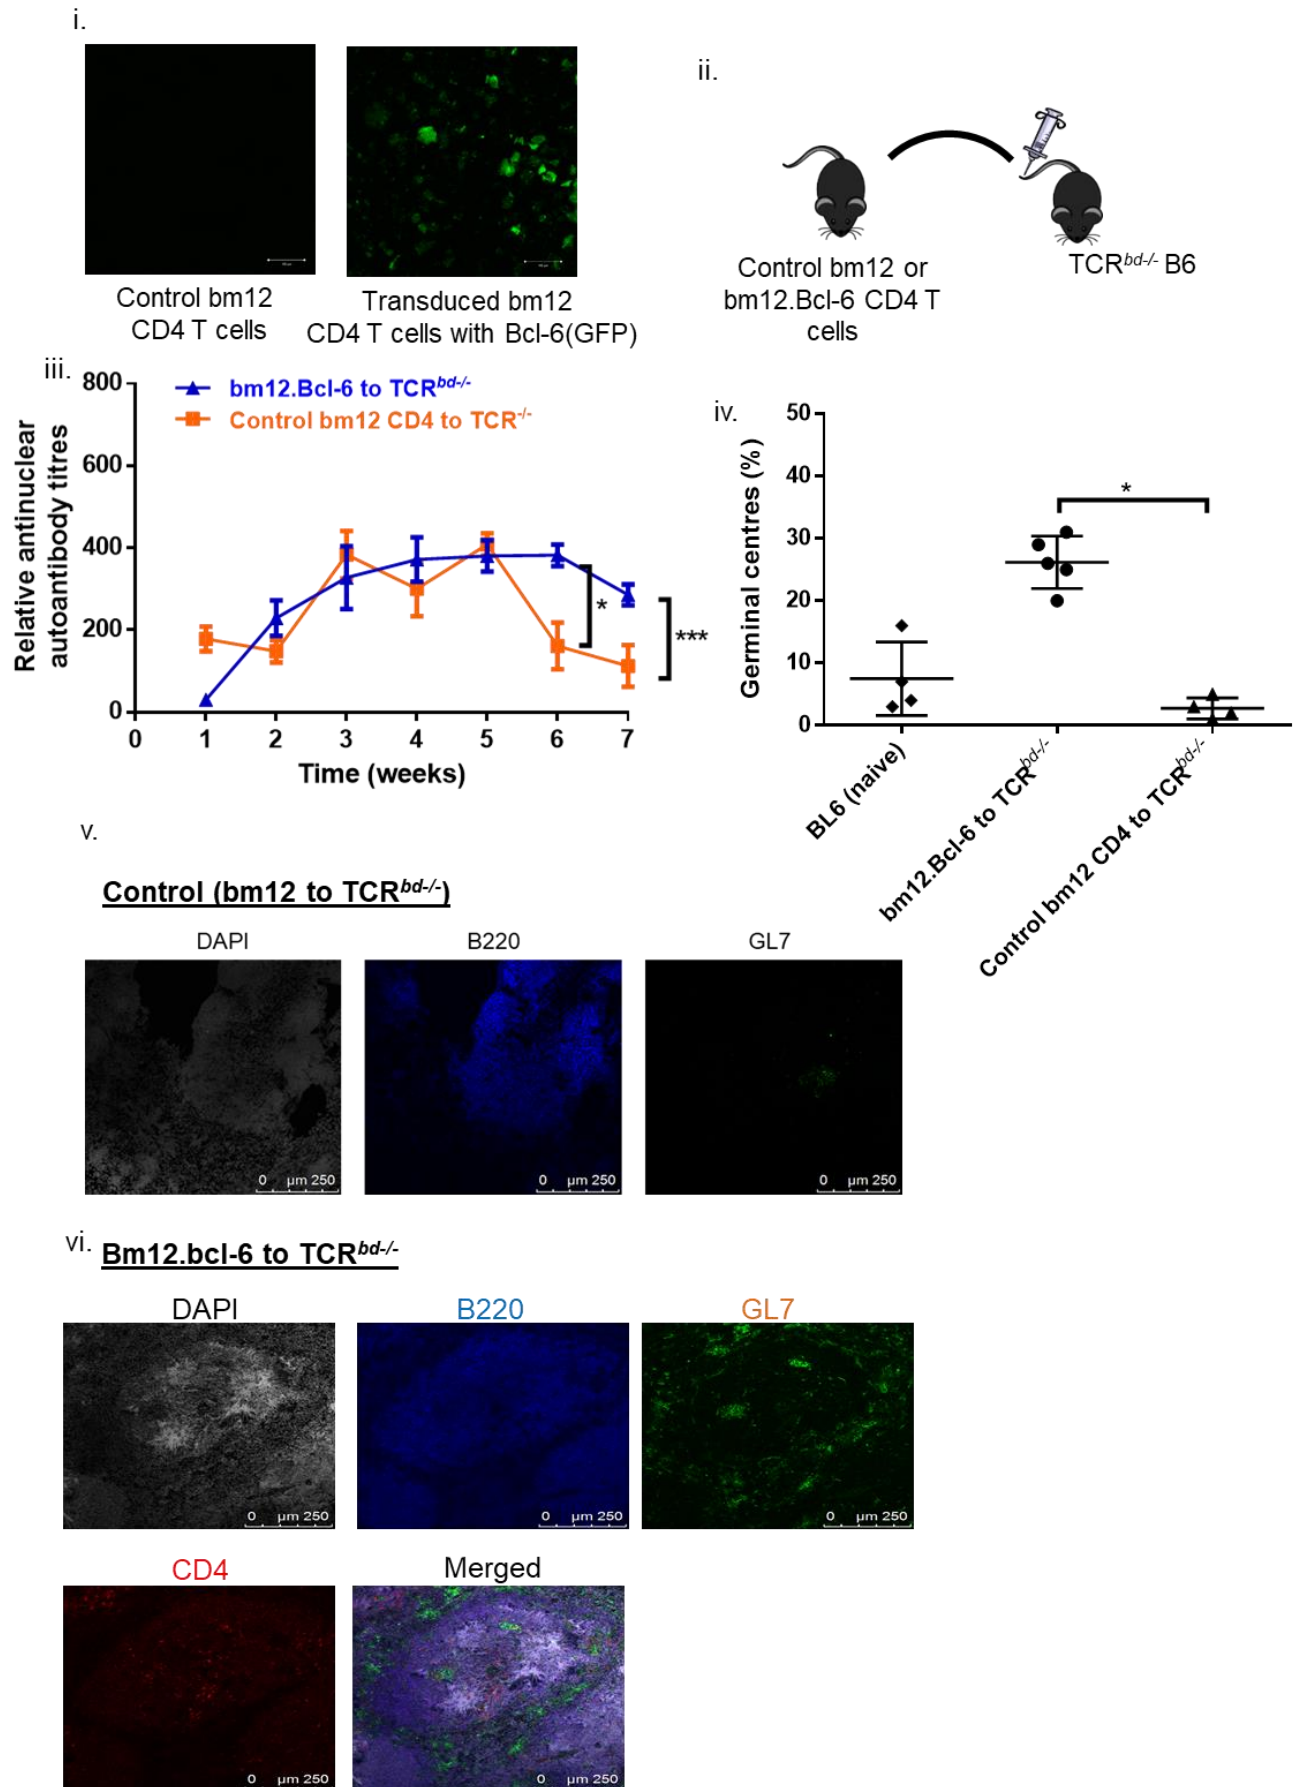 i.
Control bm12
CD4 T cells
Transduced bm12
CD4 T cells with Bcl-6(GFP)
ii.
Control bm12 or
bm12.Bcl-6 CD4 T
cells
TCRbd-/- B6
iii.
bm12.Bcl-6 to TCRbd-/-
Control bm12 CD4 to TCR-/-
Relative antinuclear
autoantibody titres
800
600
400
200
0
*
***
0 1 2 3 4 5 6 7
Time (weeks)
iv.
Germinal centres (%)
50
40
30
20
10
0
*
BL6 (naive)
bm12.Bcl-6 to TCRbd-/-
Control bm12 CD4 to TCRbd-/-
v.
Control (bm12 to TCRbd-/-)
DAPI
B220
GL7
0 µm 250
0 µm 250
0 µm 250
vi.
Bm12.bcl-6 to TCRbd-/-
DAPI
B220
GL7
0 µm 250
0 µm 250
0 µm 250
CD4
Merged
0 µm 250
0 µm 250